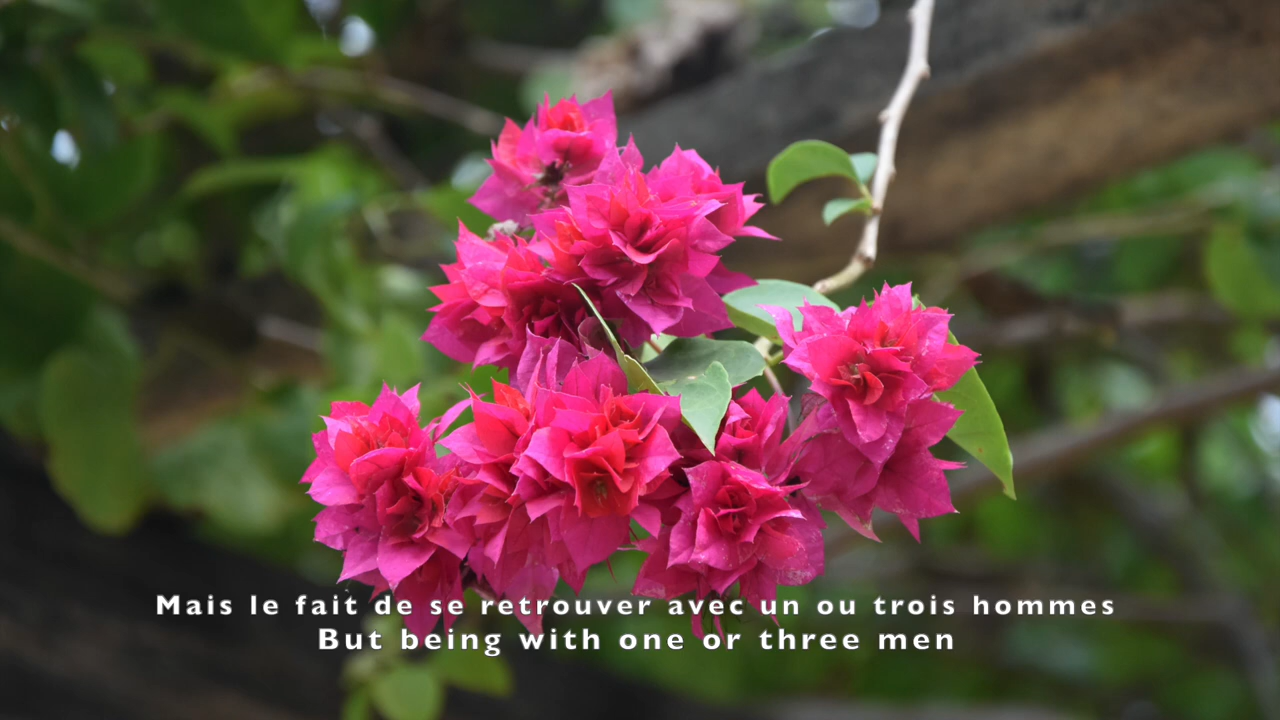 Mais le fait de se retrouver avec un ou trois hommes
But being with one or three men